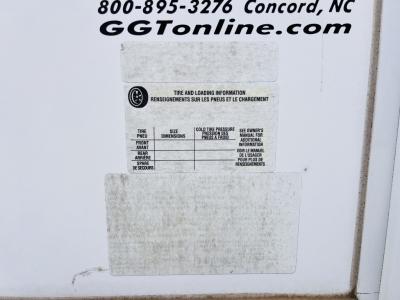 800-895-3276 Concord, NC
GGTonline.com
TIRE AND LOADING INFORMATION
RENSEIGNEMENTS SUR LES PNEUS ET LE CHARGEMENT
TIRE
PNEU
SIZE
DIMENSIONS
COLD TIRE PRESSURE
PRESSION DES
PNEUS A FROID
SEE OWNER'S
MANUAL FOR
ADDITIONAL
INFORMATION
VOIR LE MANUEL
DE L'USAGER
POUR PLUS DE
RENSEIGNEMENTS
FRONT
AVANT
REAR
ARRIÈRE
SPARE
DE SECOURS